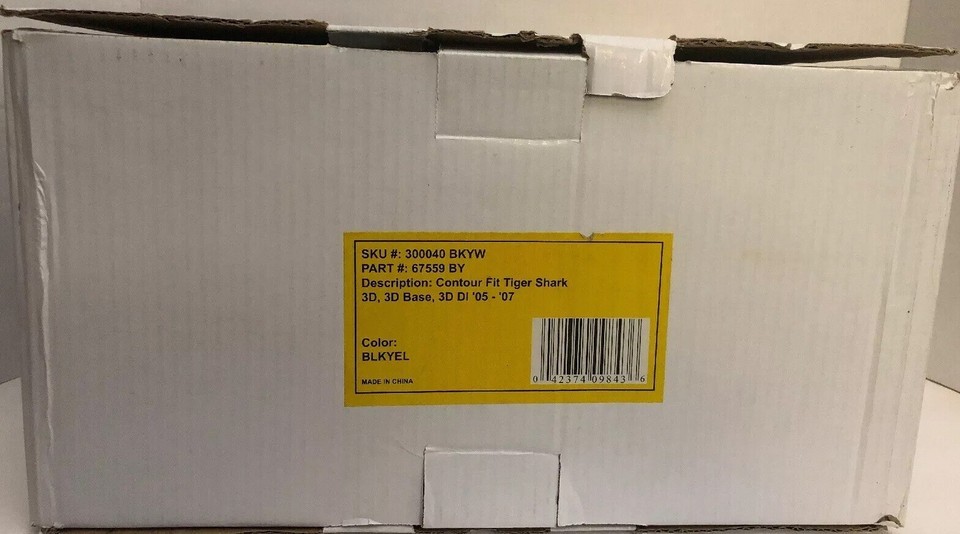 SKU #: 300040 BKYW
PART #: 67559 BY
Description: Contour Fit Tiger Shark
3D, 3D Base, 3D DI '05 - '07
Color:
BLKYEL
MADE IN CHINA
0 42374 09843 6